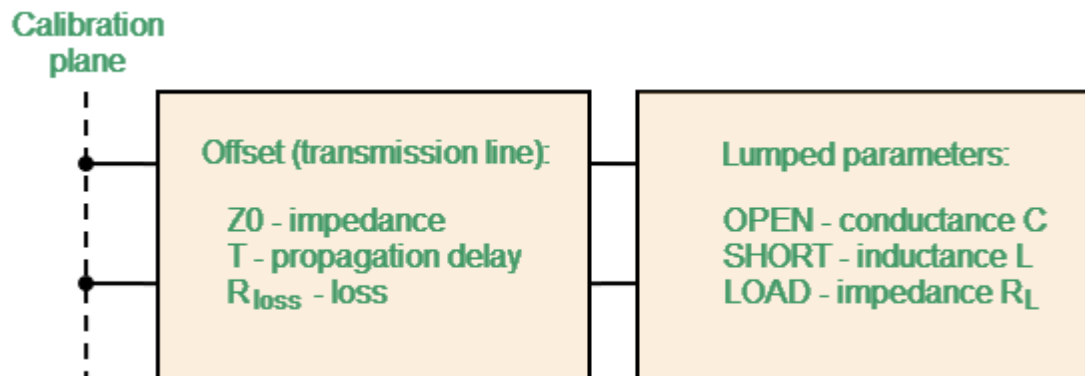 Calibration
plane
Offset (transmission line):
Z0 - impedance
T - propagation delay
Rloss - loss
Lumped parameters:
OPEN - conductance C
SHORT - inductance L
LOAD - impedance RL